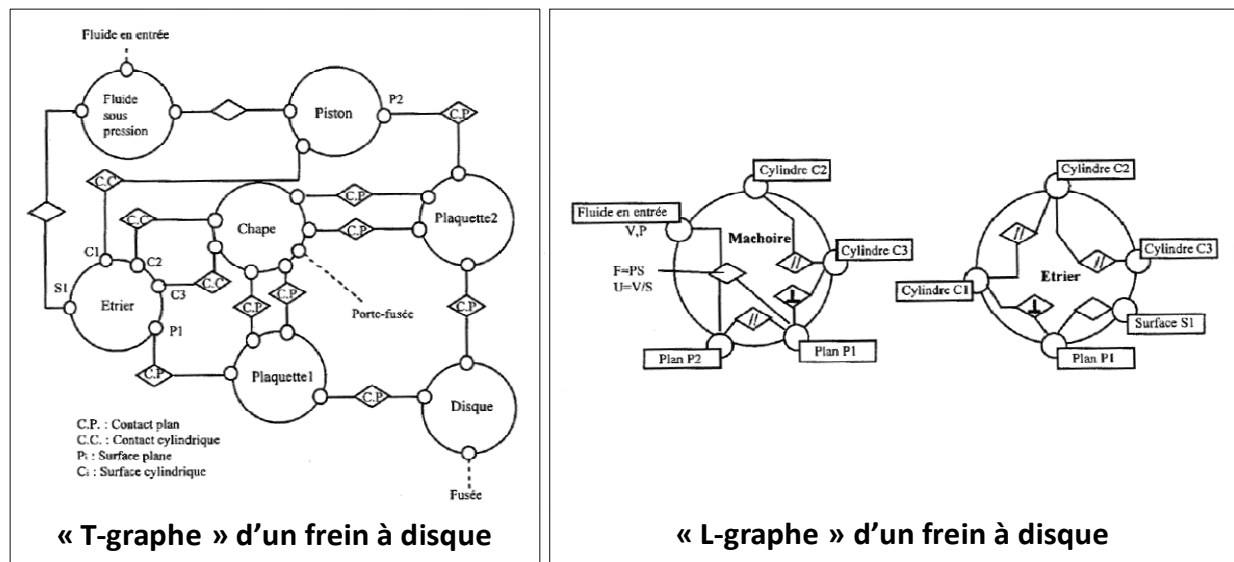 Fluide en entrée
Fluide
sous
pression
Piston
P2
C.P
C.C
C.P
C.C
Chape
C.P
Plaquette2
C1
C2
C.C
S1
C3
Etrier
C.P
C.P
C.P
Porte-fusée
P1
C.P
Plaquette1
C.P
Disque
C.P. : Contact plan
C.C. : Contact cylindrique
Pi : Surface plane
Ci : Surface cylindrique
Fusée
« T-graphe » d’un frein à disque
Cylindre C2
Fluide en entrée
V,P
Machoire
Cylindre C3
F=PS
U=V/S
Plan P2
Plan P1
Cylindre C2
Cylindre C3
Etrier
Cylindre C1
Surface S1
Plan P1
« L-graphe » d’un frein à disque